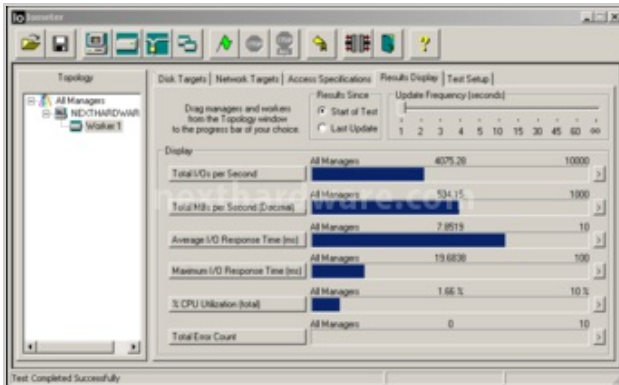 Iometer
Topology
All Managers
NEXTHARDWAR
Worker 1
Disk Targets
Network Targets
Access Specifications
Results Display
Test Setup
Drag managers and workers
from the Topology window
to the progress bar of your choice.
Results Since
Start of Test
Last Update
Update Frequency (seconds)
1 2 3 4 5 10 15 30 45 60 oo
Display
All Managers 4075.28 10000
Total I/Os per Second
All Managers 534.15 1000
Total MBs per Second (Decimal)
nexthardware.com
All Managers 7.8519 10
Average I/O Response Time (ms)
All Managers 19.6838 100
Maximum I/O Response Time (ms)
All Managers 1.66 % 10 %
% CPU Utilization (total)
All Managers 0 10
Total Error Count
Test Completed Successfully